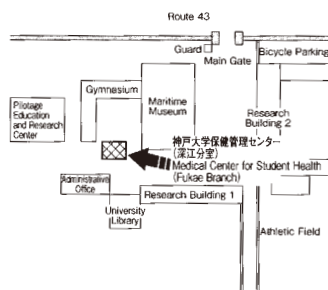 Route 43
Guard
Main Gate
Bicycle Parking
Gymnasium
Maritime
Museum
Pilotage
Education
and Research
Center
Research
Building 2
神戸大学保健管理センター
(深江分室)
Medical Center for Student Health
(Fukae Branch)
Administrative
Office
Research Building 1
University
Library
Athletic Field